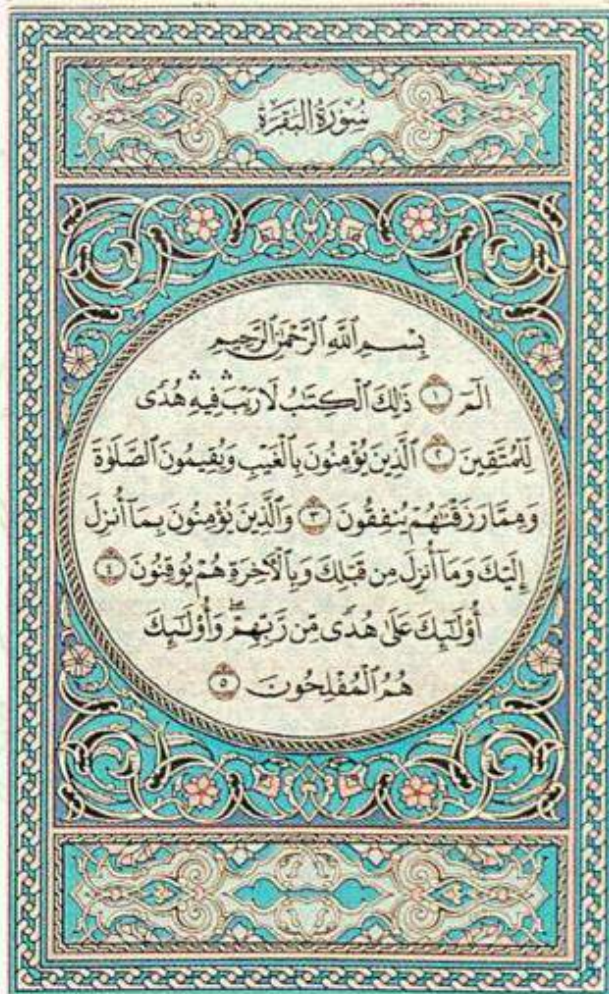 سُورَةُ البَقَرَةِ
بِسْمِ ٱللَّهِ ٱلرَّحْمَٰنِ ٱلرَّحِيمِ
الٓمٓ ١ ذَٰلِكَ ٱلْكِتَٰبُ لَا رَيْبَ ۛ فِيهِ ۛ هُدًى
لِّلْمُتَّقِينَ ٢ ٱلَّذِينَ يُؤْمِنُونَ بِٱلْغَيْبِ وَيُقِيمُونَ ٱلصَّلَوٰةَ
وَمِمَّا رَزَقْنَٰهُمْ يُنفِقُونَ ٣ وَٱلَّذِينَ يُؤْمِنُونَ بِمَآ أُنزِلَ
إِلَيْكَ وَمَآ أُنزِلَ مِن قَبْلِكَ وَبِٱلْءَاخِرَةِ هُمْ يُوقِنُونَ ٤
أُو۟لَٰٓئِكَ عَلَىٰ هُدًى مِّن رَّبِّهِمْ ۖ وَأُو۟لَٰٓئِكَ
هُمُ ٱلْمُفْلِحُونَ ٥